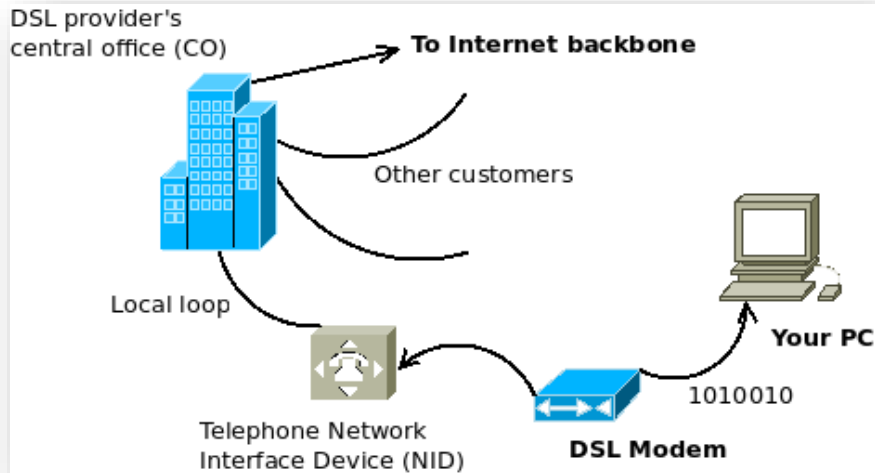 DSL provider's
central office (CO)
To Internet backbone
Other customers
Local loop
Your PC
1010010
Telephone Network
Interface Device (NID)
DSL Modem